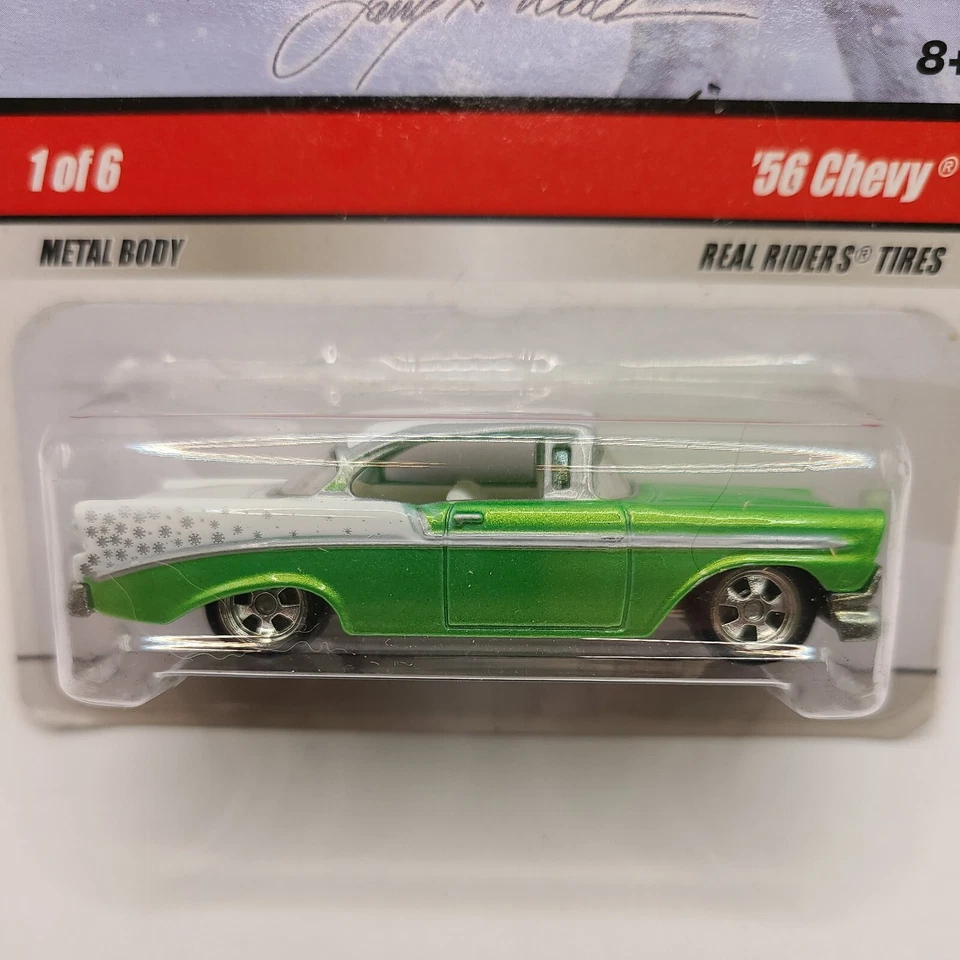 8+
1 of 6
'56 Chevy®
METAL BODY
REAL RIDERS® TIRES